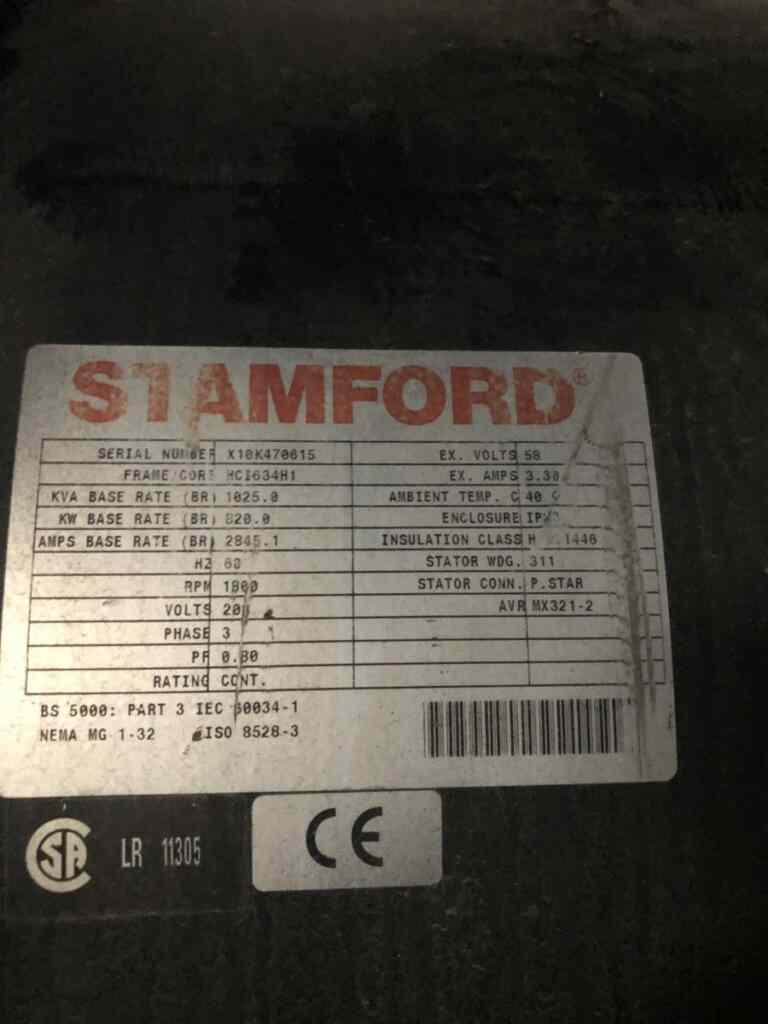 STAMFORD®
SERIAL NUMBER X10K470615 EX. VOLTS 58
FRAME/CORE HCI634H1 EX. AMPS 3.30
KVA BASE RATE (BR) 1025.0 AMBIENT TEMP. C 40
KW BASE RATE (BR) 820.0 ENCLOSURE
AMPS BASE RATE (BR) 2845.1 INSULATION CLASS H
HZ 60 STATOR WDG. 311
RPM 1800 STATOR CONN. P.STAR
VOLTS 208 AVR MX321-2
PHASE 3
PF 0.80
RATING CONT.
BS 5000: PART 3 IEC 60034-1
NEMA MG 1-32 ISO 8528-3
SA LR 11305 CE